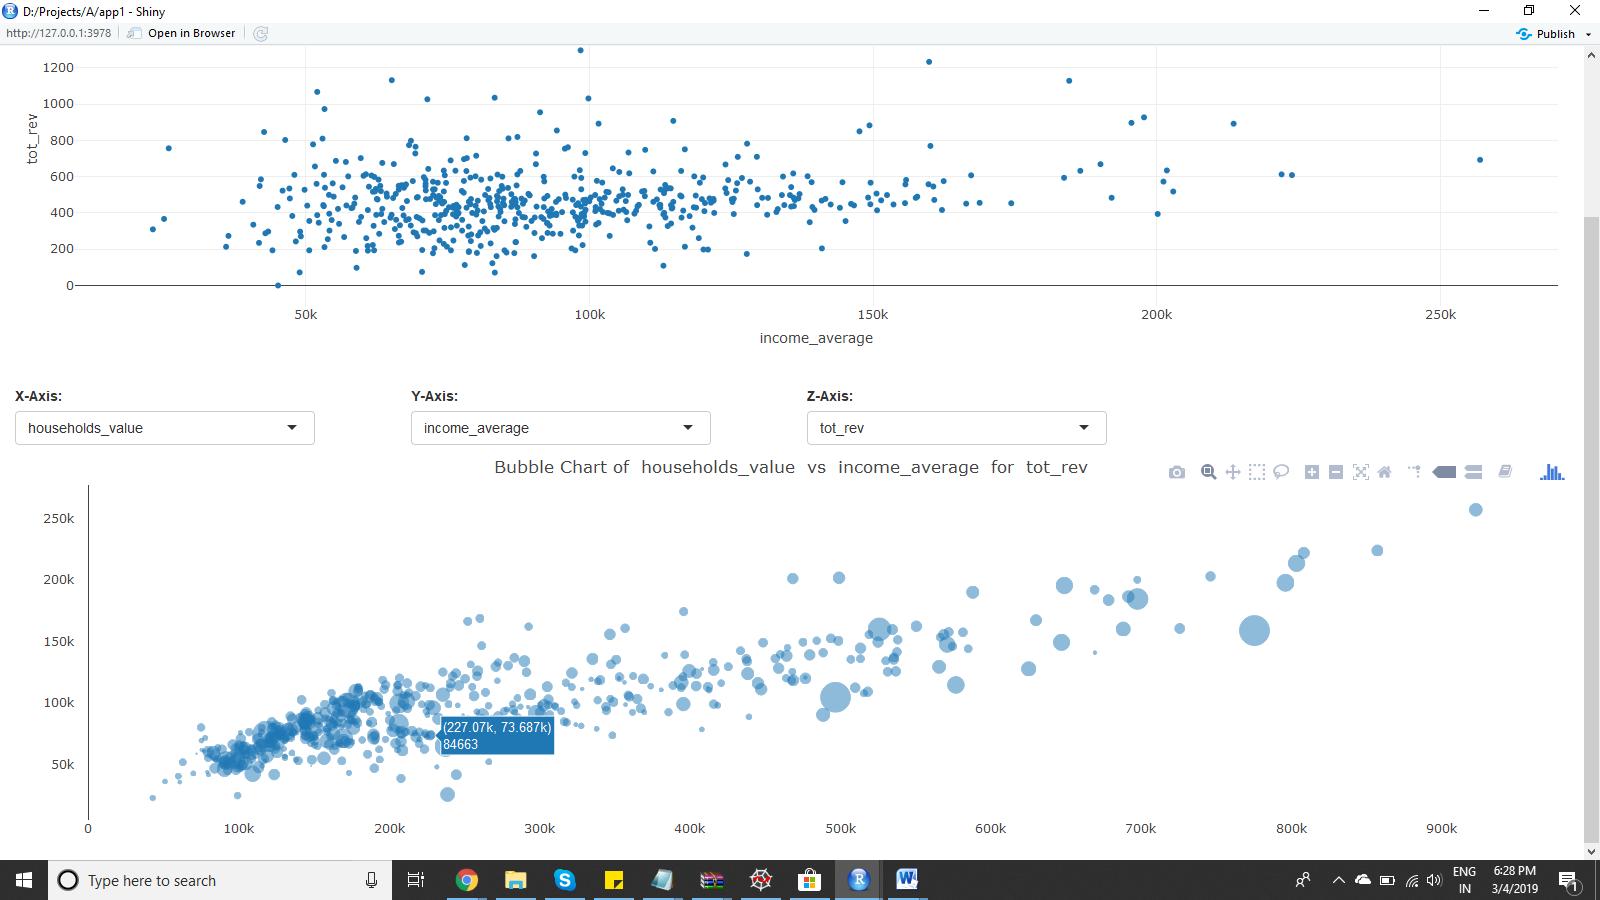 D:/Projects/A/app1 - Shiny
http://127.0.0.1:3978 Open in Browser Publish
1200
1000
800
600
400
200
0
tot_rev
50k 100k 150k 200k 250k
income_average
X-Axis: Y-Axis: Z-Axis:
households_value income_average tot_rev
Bubble Chart of households_value vs income_average for tot_rev
250k
200k
150k
100k
50k
(227.07k, 73.687k)
84663
0 100k 200k 300k 400k 500k 600k 700k 800k 900k
Type here to search
ENG
IN
6:28 PM
3/4/2019
1